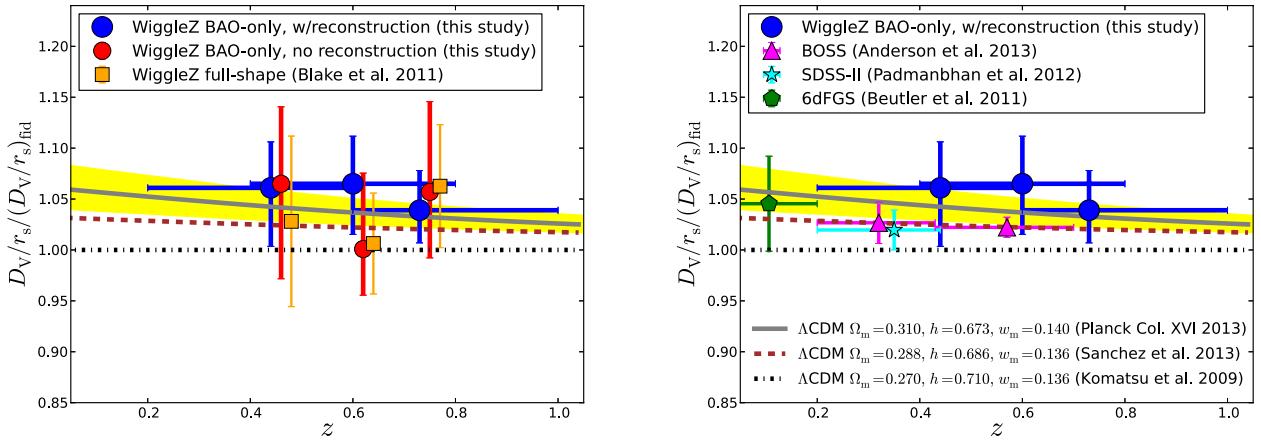 WiggleZ BAO-only, w/reconstruction (this study)
WiggleZ BAO-only, no reconstruction (this study)
WiggleZ full-shape (Blake et al. 2011)
1.20
1.15
1.10
1.05
1.00
0.95
0.90
0.85
D_V/r_s/(D_V/r_s)_fid
0.2 0.4 0.6 0.8 1.0
z
WiggleZ BAO-only, w/reconstruction (this study)
BOSS (Anderson et al. 2013)
SDSS-II (Padmanbhan et al. 2012)
6dFGS (Beutler et al. 2011)
1.20
1.15
1.10
1.05
1.00
0.95
0.90
0.85
D_V/r_s/(D_V/r_s)_fid
ΛCDM Ω_m=0.310, h=0.673, w_m=0.140 (Planck Col. XVI 2013)
ΛCDM Ω_m=0.288, h=0.686, w_m=0.136 (Sanchez et al. 2013)
ΛCDM Ω_m=0.270, h=0.710, w_m=0.136 (Komatsu et al. 2009)
0.2 0.4 0.6 0.8 1.0
z